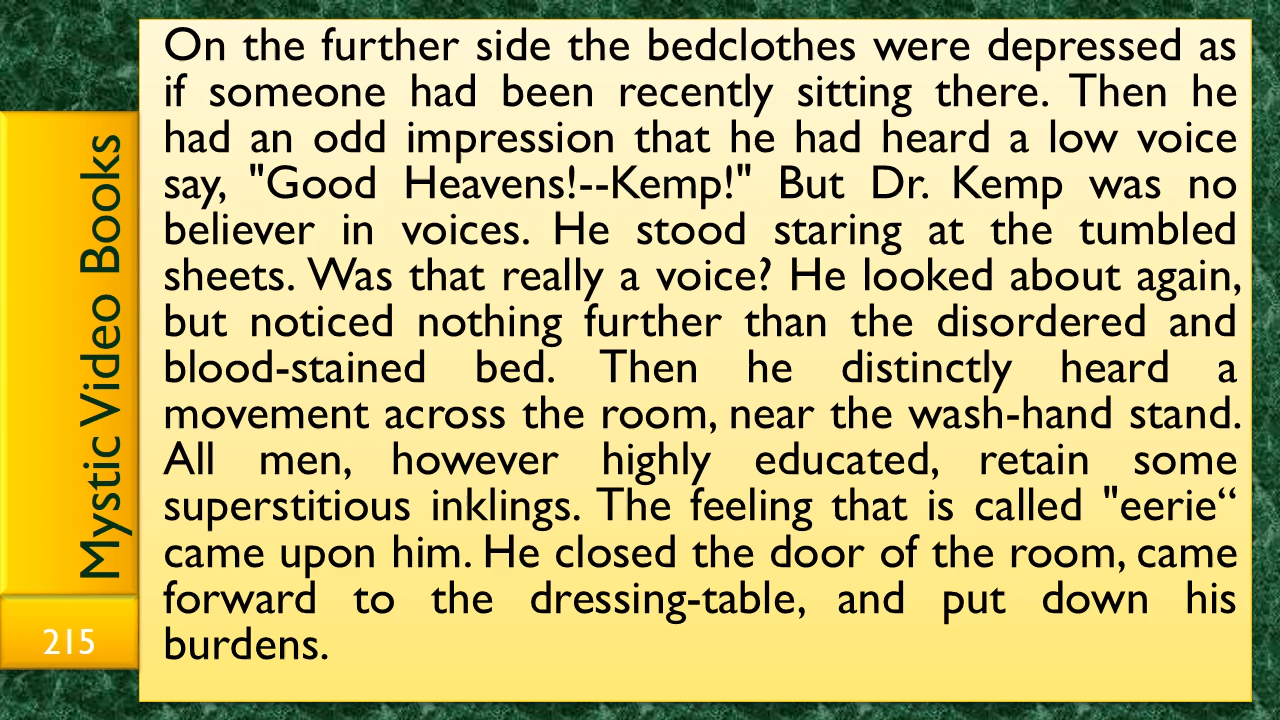 On the further side the bedclothes were depressed as
if someone had been recently sitting there. Then he
had an odd impression that he had heard a low voice
say, "Good Heavens!--Kemp!" But Dr. Kemp was no
believer in voices. He stood staring at the tumbled
sheets. Was that really a voice? He looked about again,
but noticed nothing further than the disordered and
blood-stained bed. Then he distinctly heard a
movement across the room, near the wash-hand stand.
All men, however highly educated, retain some
superstitious inklings. The feeling that is called "eerie“
came upon him. He closed the door of the room, came
forward to the dressing-table, and put down his
burdens.
Mystic Video Books
215